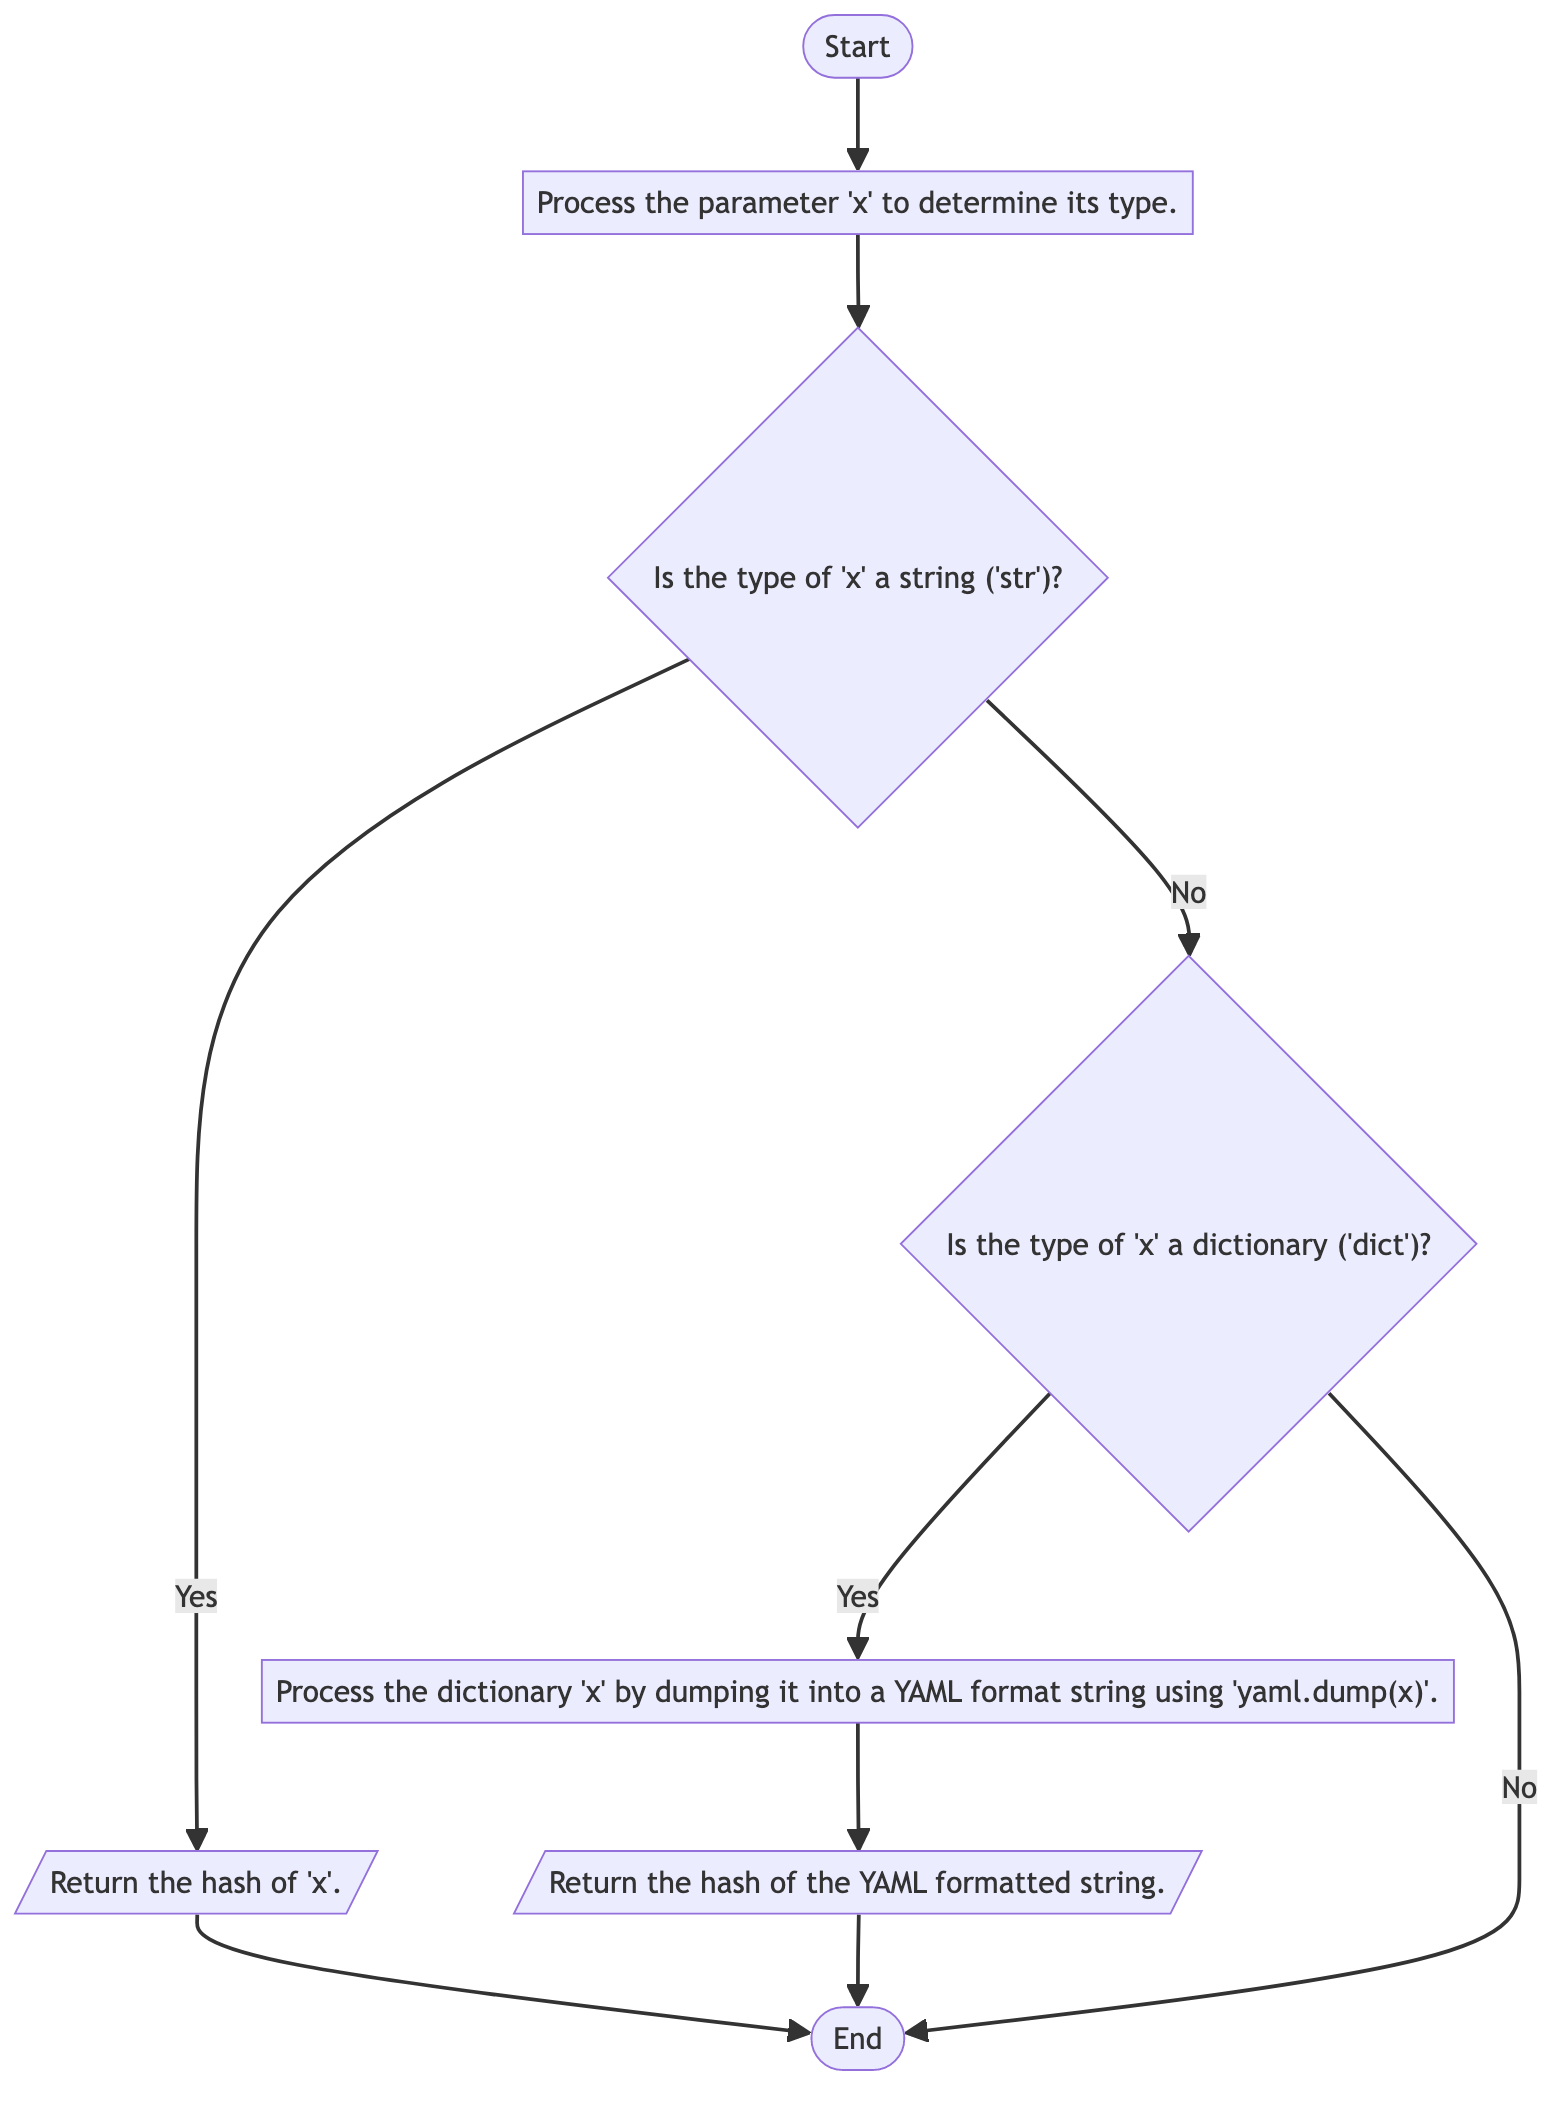 Start
Process the parameter 'x' to determine its type.
Is the type of 'x' a string ('str')?
No
Is the type of 'x' a dictionary ('dict')?
Yes
Yes
Process the dictionary 'x' by dumping it into a YAML format string using 'yaml.dump(x)'.
No
Return the hash of 'x'.
Return the hash of the YAML formatted string.
End